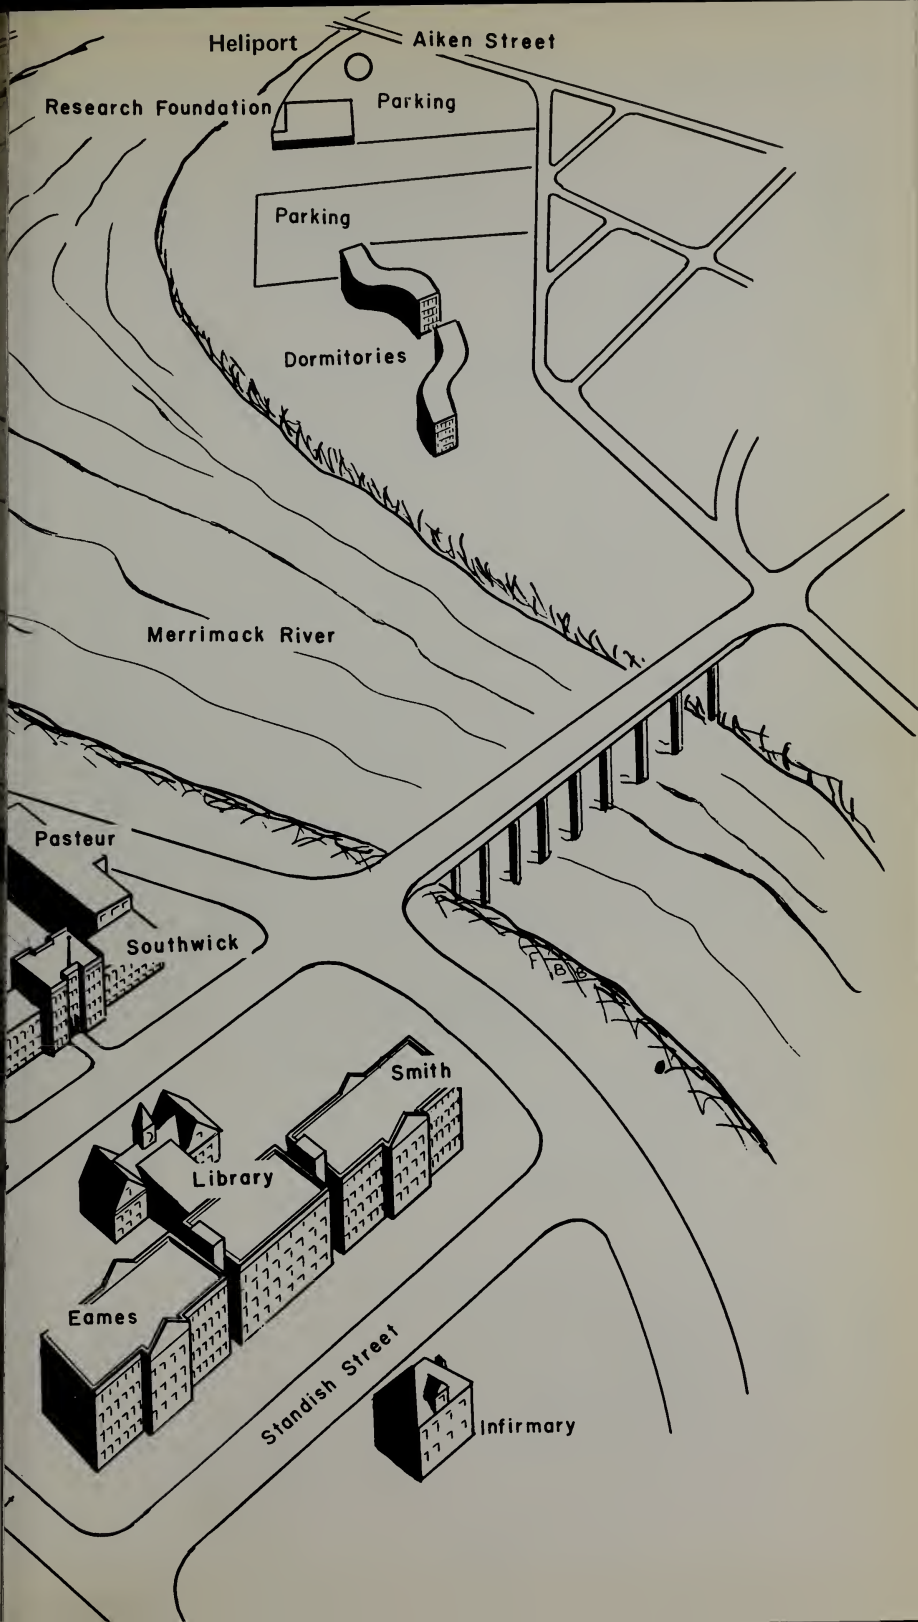 Heliport
Aiken Street
Research Foundation
Parking
Parking
Dormitories
Merrimack River
Pasteur
Southwick
F B B
Smith
Library
Eames
Standish Street
Infirmary